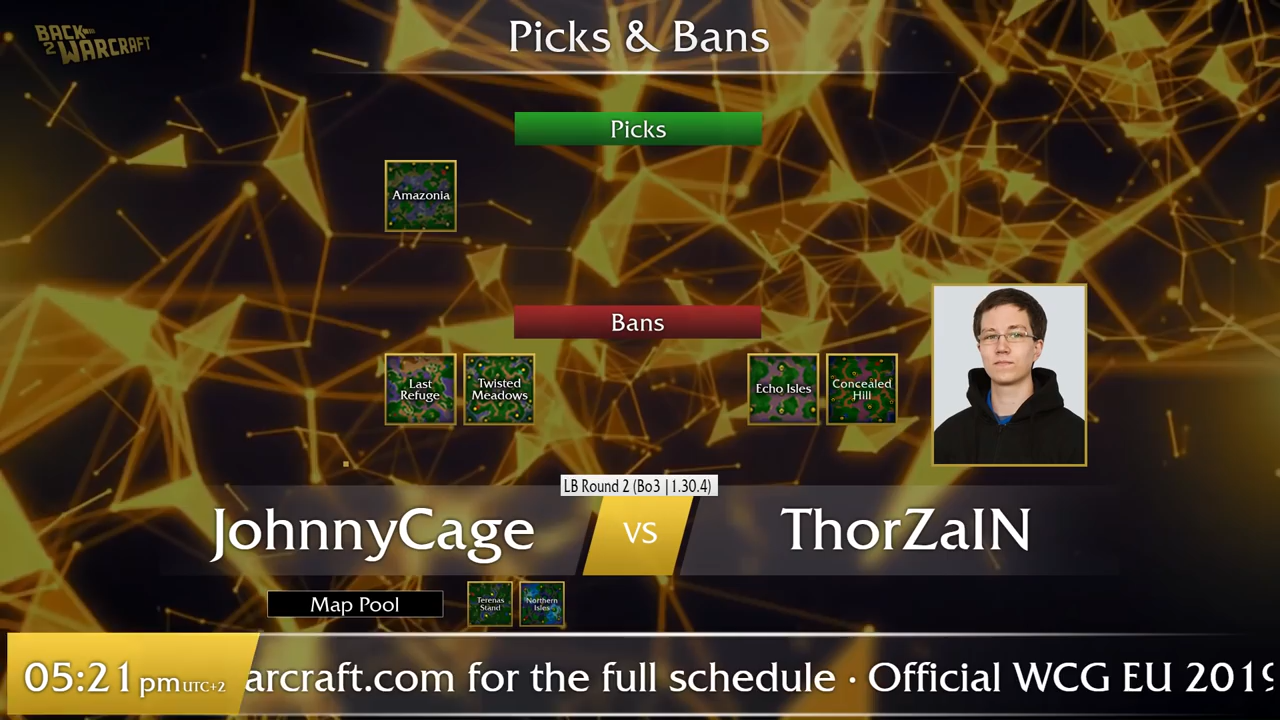 BACK
2 WARCRAFT
Picks & Bans
Picks
Amazonia
Bans
Last
Refuge
Twisted
Meadows
Echo Isles
Concealed
Hill
LB Round 2 (Bo3 |1.30.4)
JohnnyCage
VS
ThorZaIN
Map Pool
Terenas
Stand
Northern
Isles
05:21 pm UTC+2
arcraft.com for the full schedule · Official WCG EU 2019